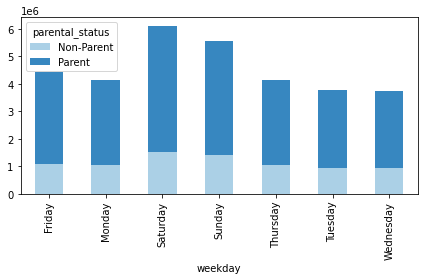 1e6
parental_status
Non-Parent
Parent
6
5
4
3
2
1
0
Friday
Monday
Saturday
Sunday
Thursday
Tuesday
Wednesday
weekday